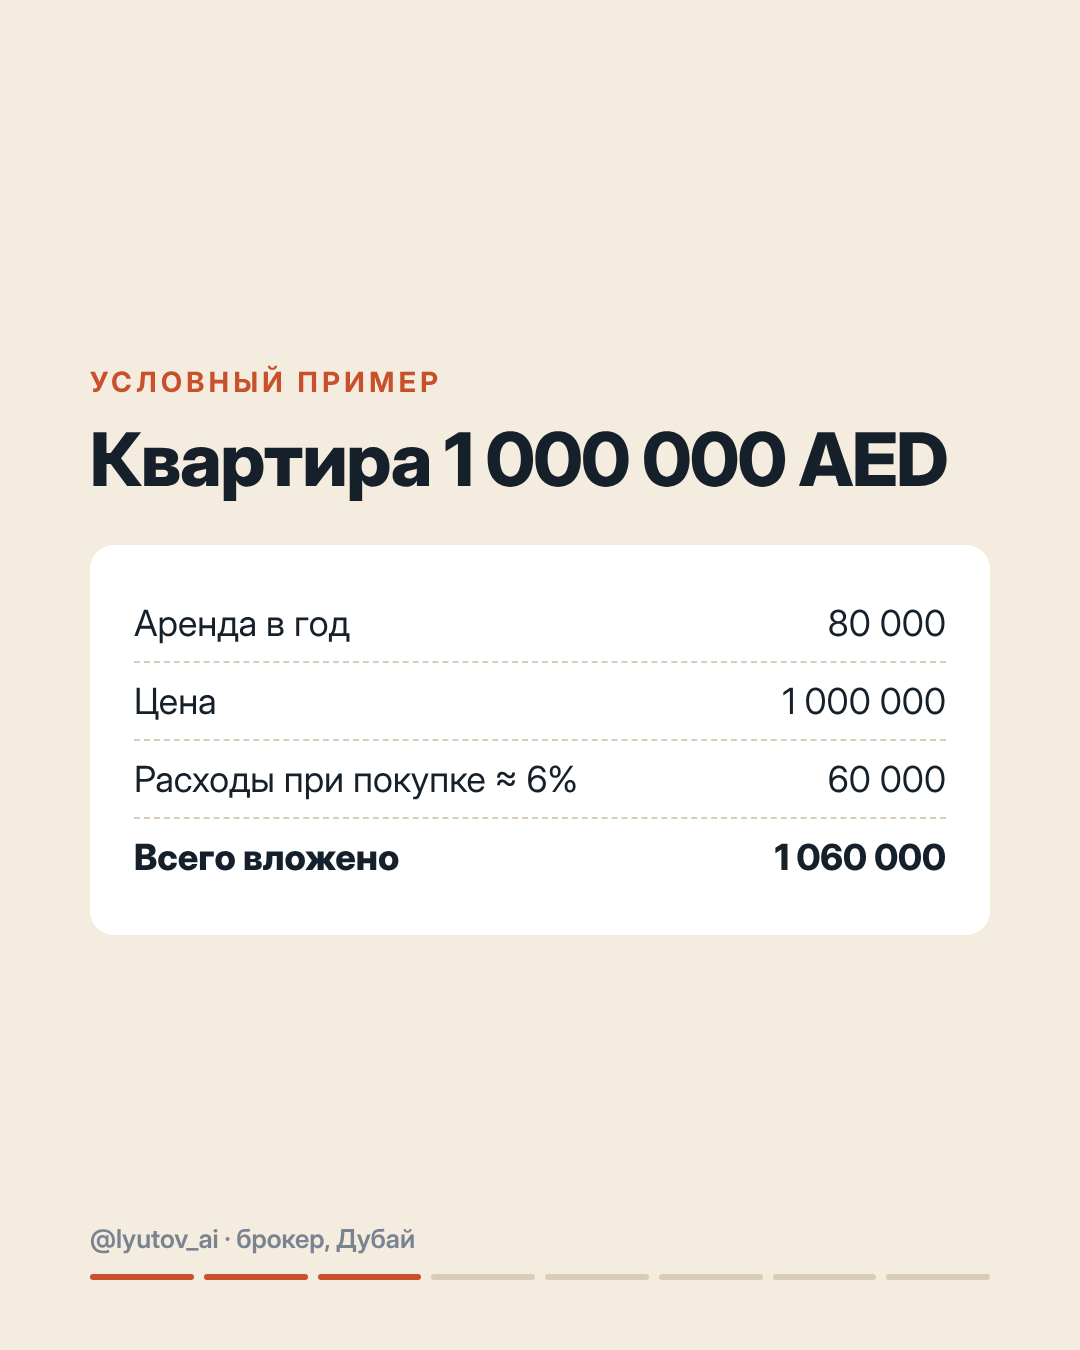 УСЛОВНЫЙ ПРИМЕР
Квартира 1 000 000 AED
Аренда в год 80 000
Цена 1 000 000
Расходы при покупке ≈ 6% 60 000
Всего вложено 1 060 000
@lyutov_ai · брокер, Дубай